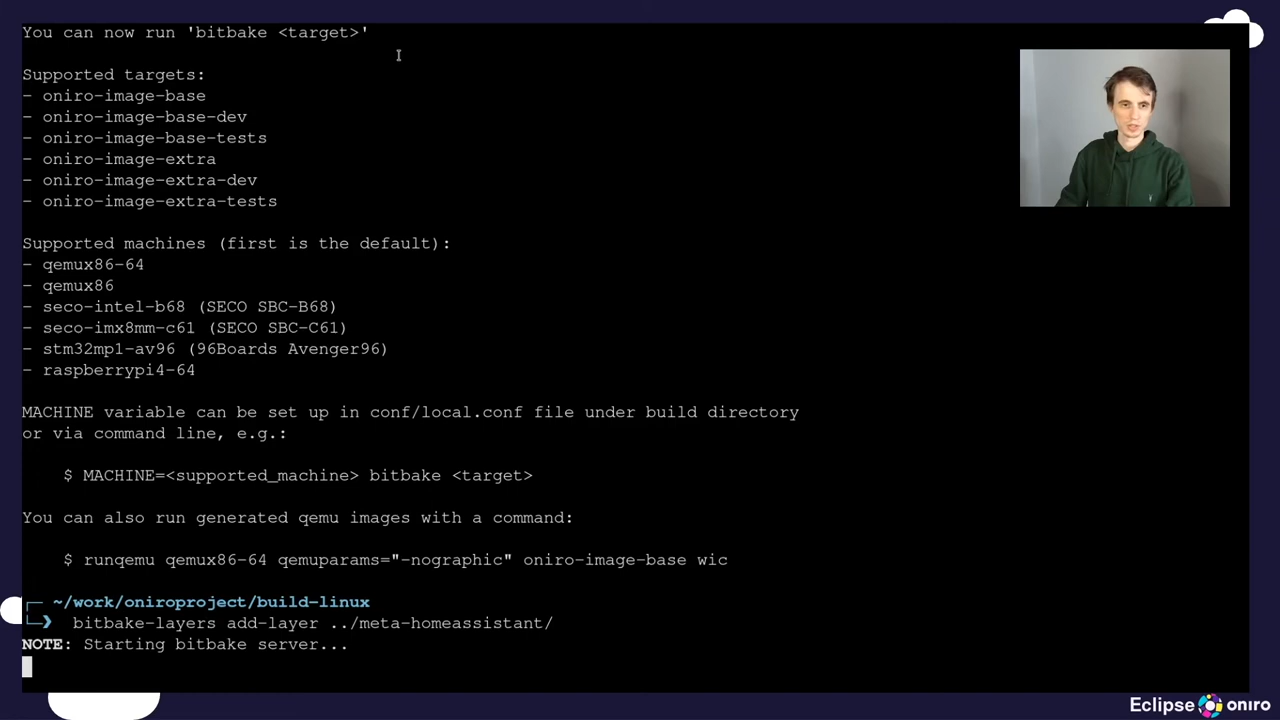 You can now run 'bitbake <target>'
Supported targets:
- oniro-image-base
- oniro-image-base-dev
- oniro-image-base-tests
- oniro-image-extra
- oniro-image-extra-dev
- oniro-image-extra-tests
Supported machines (first is the default):
- qemux86-64
- qemux86
- seco-intel-b68 (SECO SBC-B68)
- seco-imx8mm-c61 (SECO SBC-C61)
- stm32mp1-av96 (96Boards Avenger96)
- raspberrypi4-64
MACHINE variable can be set up in conf/local.conf file under build directory
or via command line, e.g.:
$ MACHINE=<supported_machine> bitbake <target>
You can also run generated qemu images with a command:
$ runqemu qemux86-64 qemuparams="-nographic" oniro-image-base wic
~/work/oniroproject/build-linux
bitbake-layers add-layer ../meta-homeassistant/
NOTE: Starting bitbake server...
Eclipse oniro